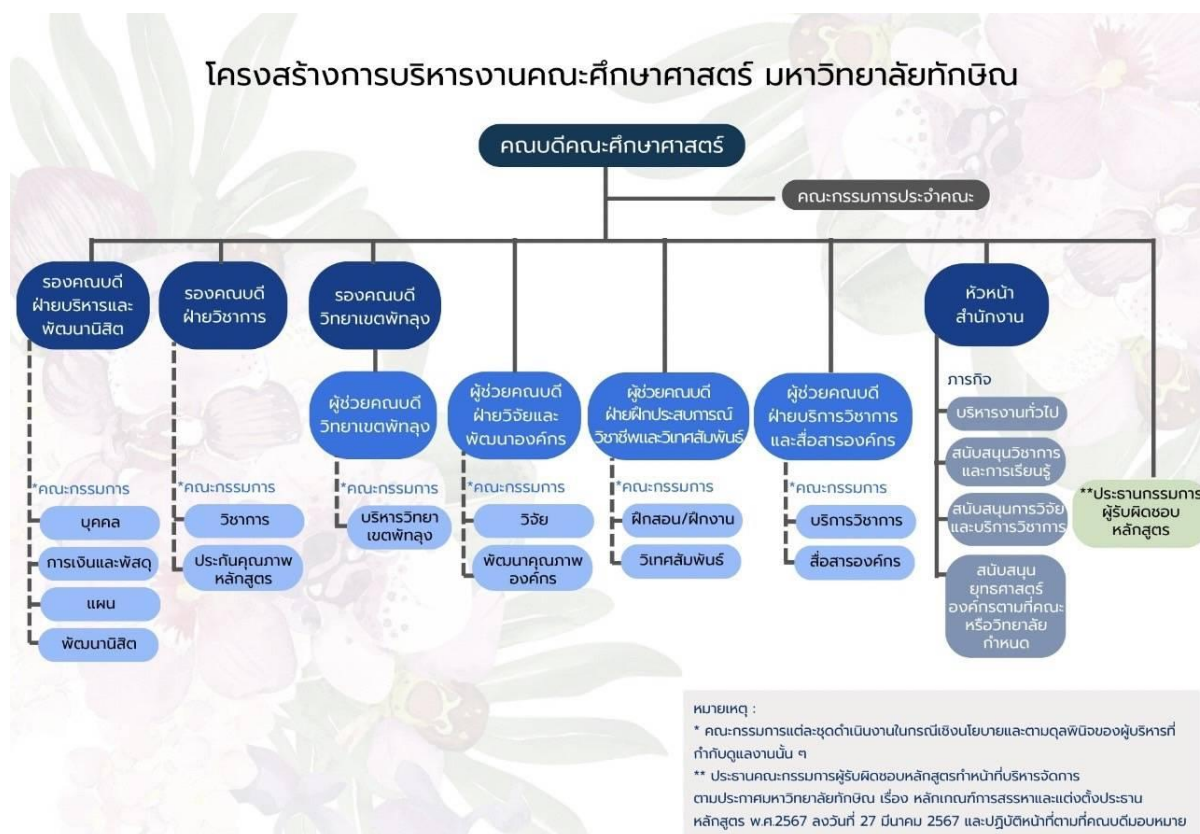 โครงสร้างการบริหารงานคณะศึกษาศาสตร์ มหาวิทยาลัยทักษิณ
คณบดีคณะศึกษาศาสตร์
คณะกรรมการประจำคณะ
รองคณบดี
ฝ่ายบริหารและ
พัฒนานิสิต
รองคณบดี
ฝ่ายวิชาการ
รองคณบดี
วิทยาเขตพัทลุง
หัวหน้า
สำนักงาน
ผู้ช่วยคณบดี
วิทยาเขตพัทลุง
ผู้ช่วยคณบดี
ฝ่ายวิจัยและ
พัฒนาองค์กร
ผู้ช่วยคณบดี
ฝ่ายฝึกประสบการณ์
วิชาชีพและวิเทศสัมพันธ์
ผู้ช่วยคณบดี
ฝ่ายบริการวิชาการ
และสื่อสารองค์กร
*คณะกรรมการ
บุคคล
การเงินและพัสดุ
แผน
พัฒนานิสิต
*คณะกรรมการ
วิชาการ
ประกันคุณภาพ
หลักสูตร
*คณะกรรมการ
บริหารวิทยา
เขตพัทลุง
*คณะกรรมการ
วิจัย
พัฒนาคุณภาพ
องค์กร
*คณะกรรมการ
ฝึกสอน/ฝึกงาน
วิเทศสัมพันธ์
*คณะกรรมการ
บริการวิชาการ
สื่อสารองค์กร
ภารกิจ
บริหารงานทั่วไป
สนับสนุนวิชาการ
และการเรียนรู้
สนับสนุนการวิจัย
และบริการวิชาการ
สนับสนุน
ยุทธศาสตร์
องค์กรตามที่คณะ
หรือวิทยาลัย
กำหนด
**ประธานกรรมการ
ผู้รับผิดชอบ
หลักสูตร
หมายเหตุ :
* คณะกรรมการแต่ละชุดดำเนินงานในกรณีเชิงนโยบายและตามดุลพินิจของผู้บริหารที่
กำกับดูแลงานนั้น ๆ
** ประธานคณะกรรมการผู้รับผิดชอบหลักสูตรทำหน้าที่บริหารจัดการ
ตามประกาศมหาวิทยาลัยทักษิณ เรื่อง หลักเกณฑ์การสรรหาและแต่งตั้งประธาน
หลักสูตร พ.ศ.2567 ลงวันที่ 27 มีนาคม 2567 และปฏิบัติหน้าที่ตามที่คณบดีมอบหมาย